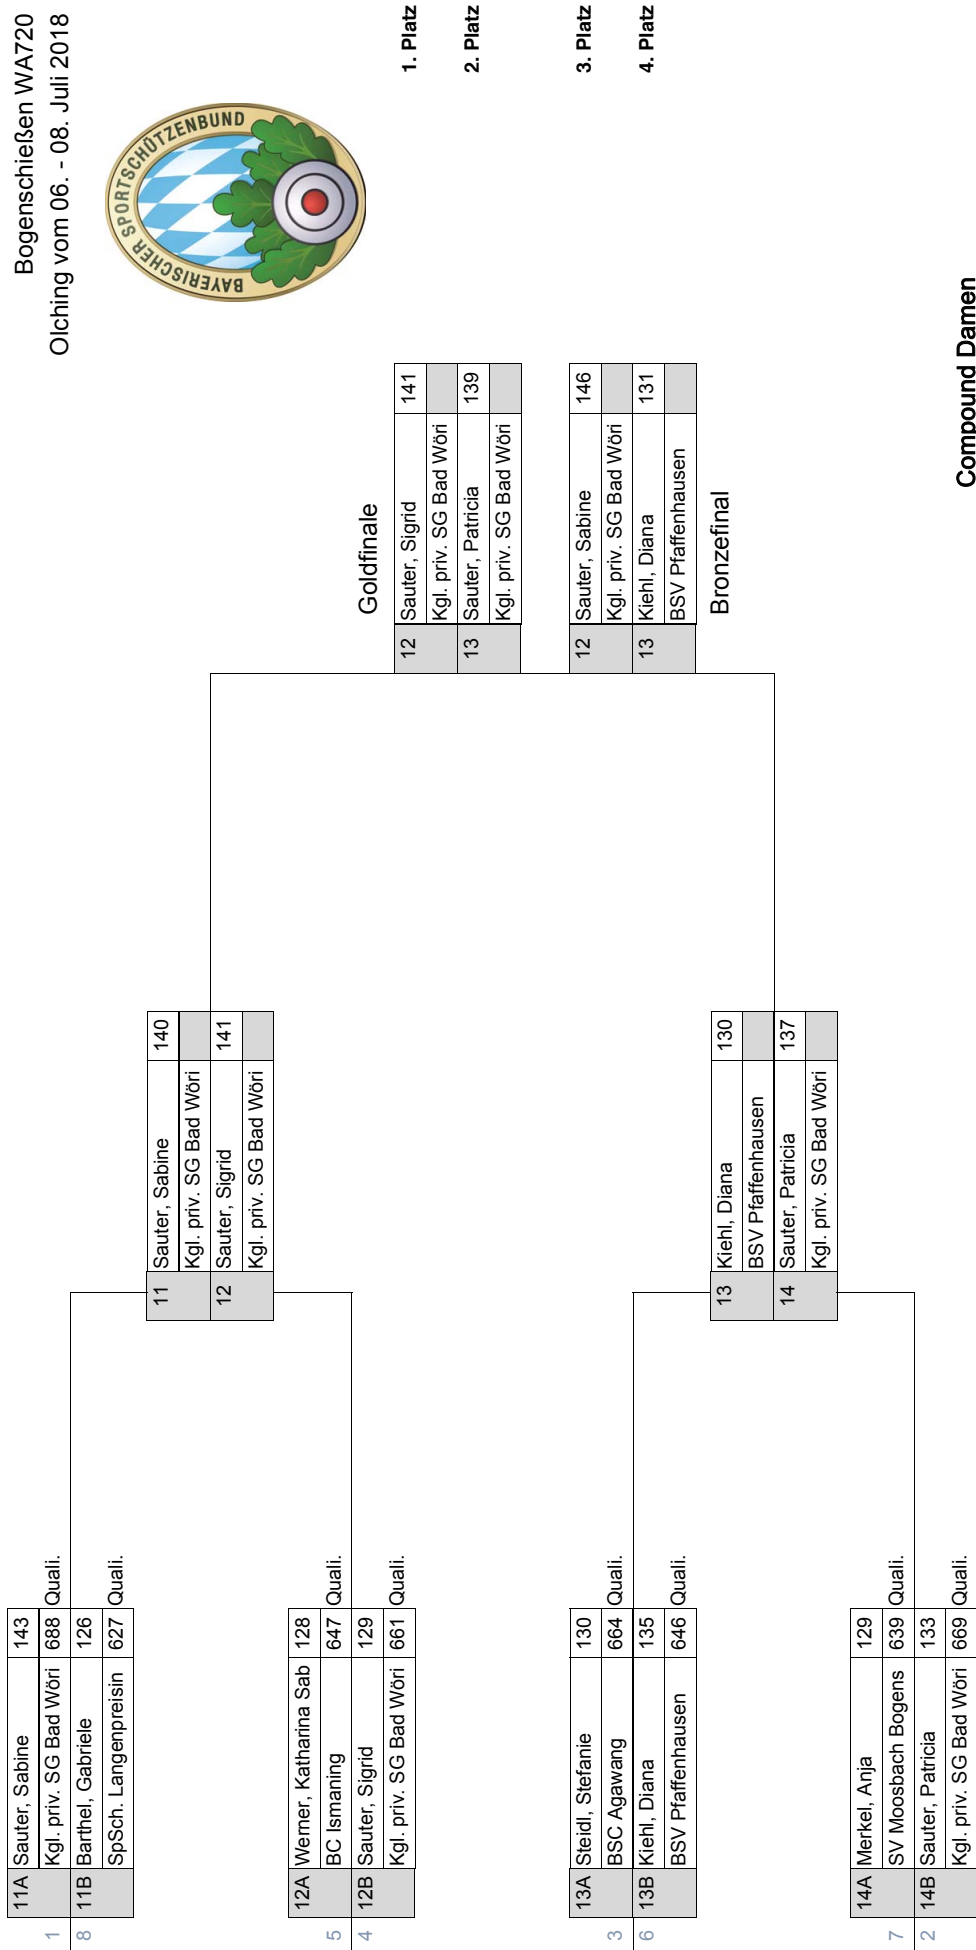 Bogenschießen WA720
Olching vom 06. - 08. Juli 2018
BAYERISCHER SPORTSCHÜTZENBUND
1 11A Sauter, Sabine 143
Kgl. priv. SG Bad Wöri 688 Quali.
8 11B Barthel, Gabriele 126
SpSch. Langenpreisin 627 Quali.
5 12A Werner, Katharina Sab 128
BC Ismaning 647 Quali.
4 12B Sauter, Sigrid 129
Kgl. priv. SG Bad Wöri 661 Quali.
3 13A Steidl, Stefanie 130
BSC Agawang 664 Quali.
6 13B Kiehl, Diana 135
BSV Pfaffenhausen 646 Quali.
7 14A Merkel, Anja 129
SV Moosbach Bogens 639 Quali.
2 14B Sauter, Patricia 133
Kgl. priv. SG Bad Wöri 669 Quali.
11 Sauter, Sabine 140
Kgl. priv. SG Bad Wöri
12 Sauter, Sigrid 141
Kgl. priv. SG Bad Wöri
13 Kiehl, Diana 130
BSV Pfaffenhausen
14 Sauter, Patricia 137
Kgl. priv. SG Bad Wöri
Goldfinale
12 Sauter, Sigrid 141 1. Platz
Kgl. priv. SG Bad Wöri
13 Sauter, Patricia 139 2. Platz
Kgl. priv. SG Bad Wöri
12 Sauter, Sabine 146 3. Platz
Kgl. priv. SG Bad Wöri
13 Kiehl, Diana 131 4. Platz
BSV Pfaffenhausen
Bronzefinal
Compound Damen